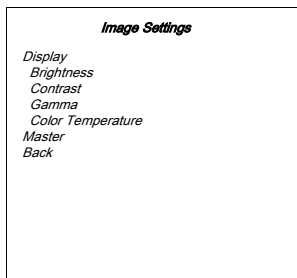 Image Settings
Display
Brightness
Contrast
Gamma
Color Temperature
Master
Back